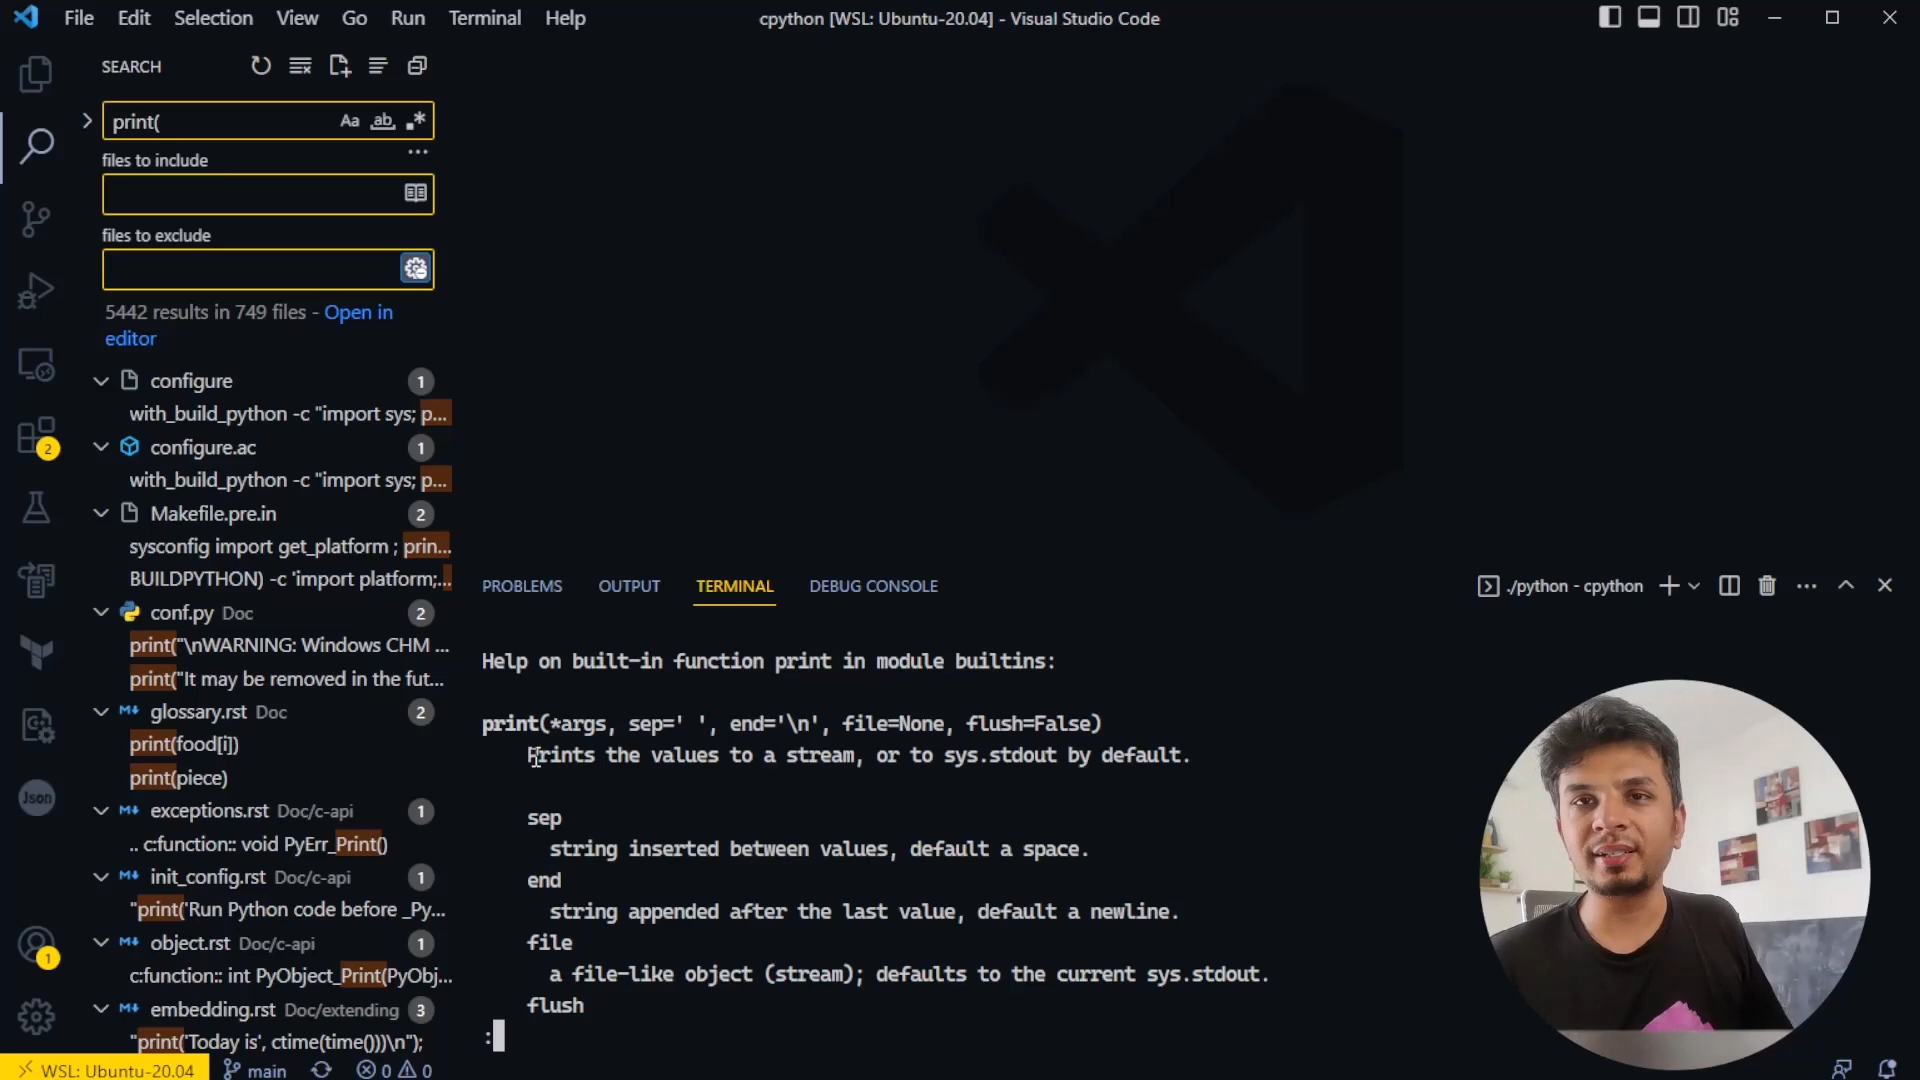 File Edit Selection View Go Run Terminal Help
cpython [WSL: Ubuntu-20.04] - Visual Studio Code
SEARCH
print(
Aa ab
files to include
files to exclude
5442 results in 749 files - Open in
editor
configure 1
with_build_python -c "import sys; p...
configure.ac 1
with_build_python -c "import sys; p...
Makefile.pre.in 2
sysconfig import get_platform ; prin...
BUILDPYTHON) -c 'import platform;...
conf.py Doc 2
print("\nWARNING: Windows CHM ...
print("It may be removed in the fut...
glossary.rst Doc 2
print(food[i])
print(piece)
exceptions.rst Doc/c-api 1
.. c:function:: void PyErr_Print()
init_config.rst Doc/c-api 1
"print('Run Python code before _Py...
object.rst Doc/c-api 1
c:function:: int PyObject_Print(PyObj...
embedding.rst Doc/extending 3
"print('Today is', ctime(time()))\n");
2
Json
1
PROBLEMS OUTPUT TERMINAL DEBUG CONSOLE
./python - cpython
Help on built-in function print in module builtins:
print(*args, sep=' ', end='\n', file=None, flush=False)
Prints the values to a stream, or to sys.stdout by default.
sep
string inserted between values, default a space.
end
string appended after the last value, default a newline.
file
a file-like object (stream); defaults to the current sys.stdout.
flush
:
WSL: Ubuntu-20.04 main 0 0